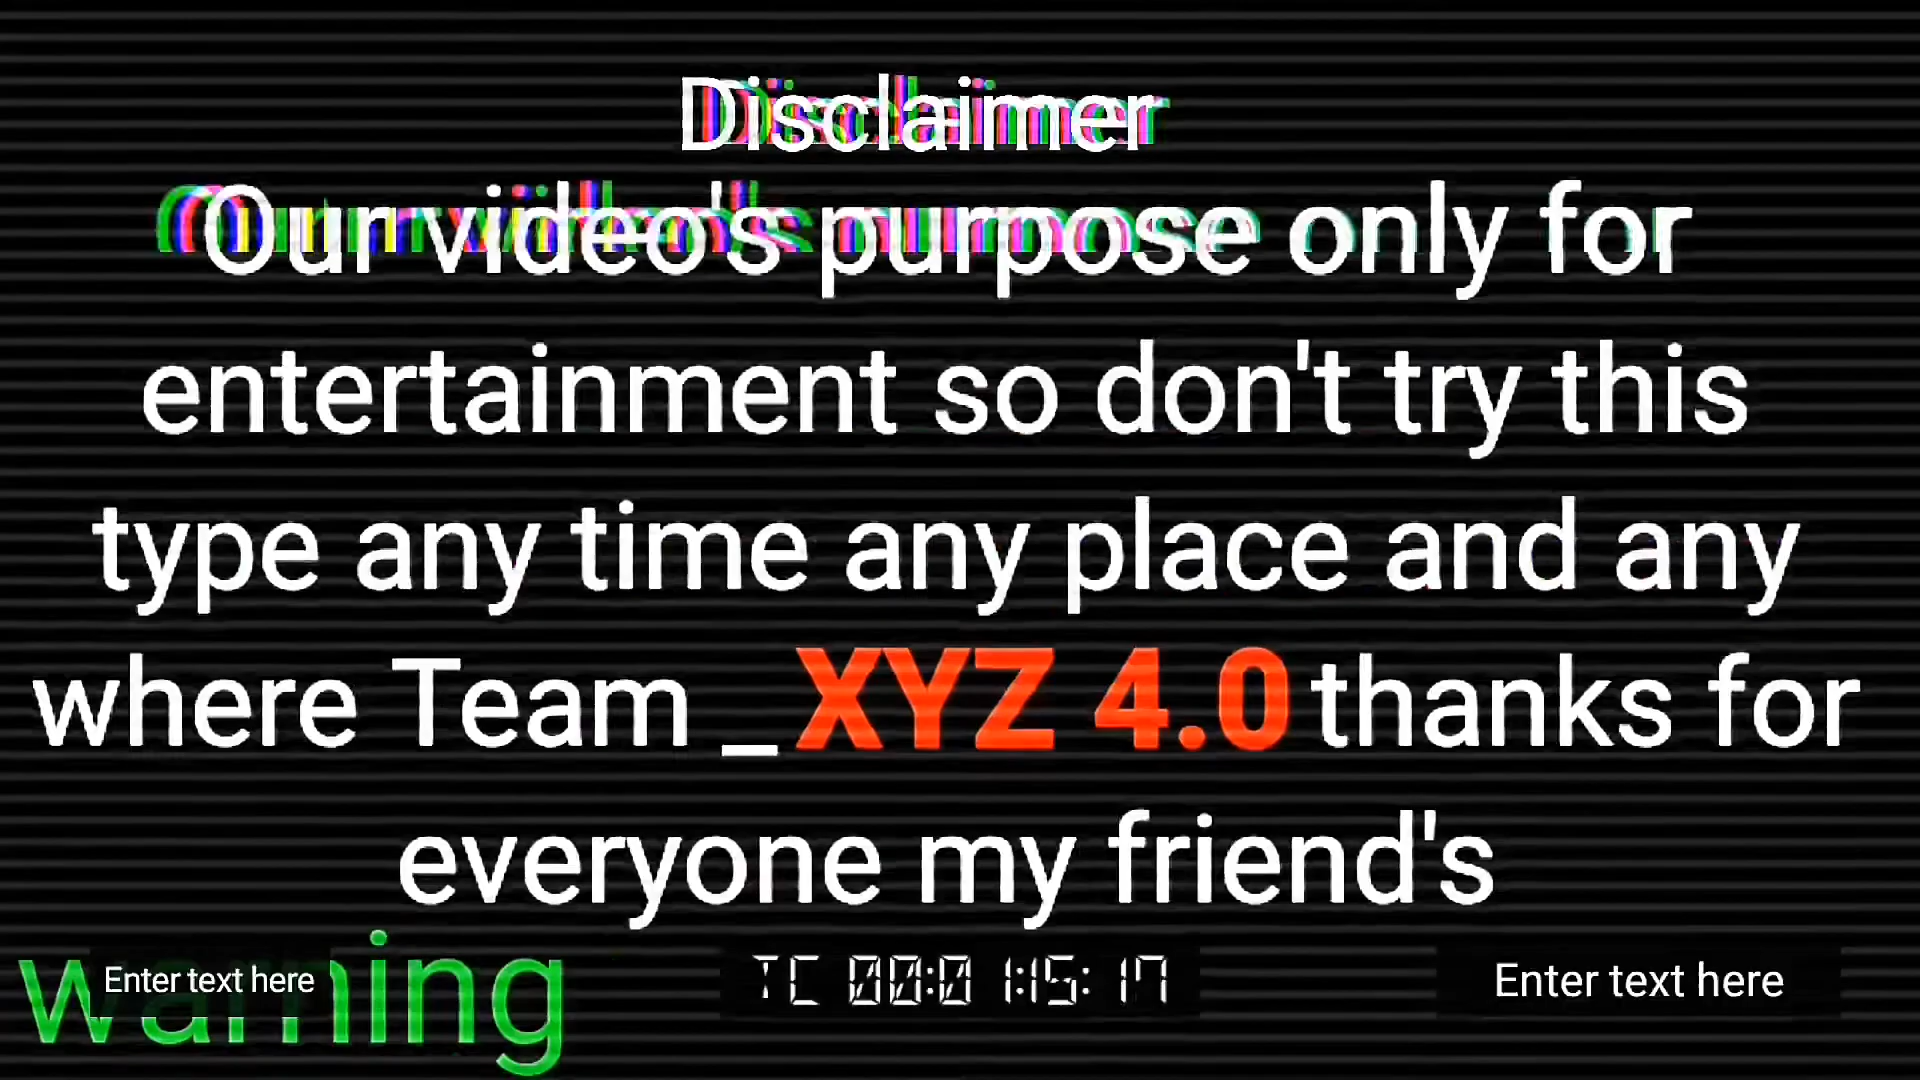 Disclaimer
Our video's purpose only for
entertainment so don't try this
type any time any place and any
where Team _XYZ 4.0 thanks for
everyone my friend's
warning
Enter text here
TC 00:01:15:17
Enter text here